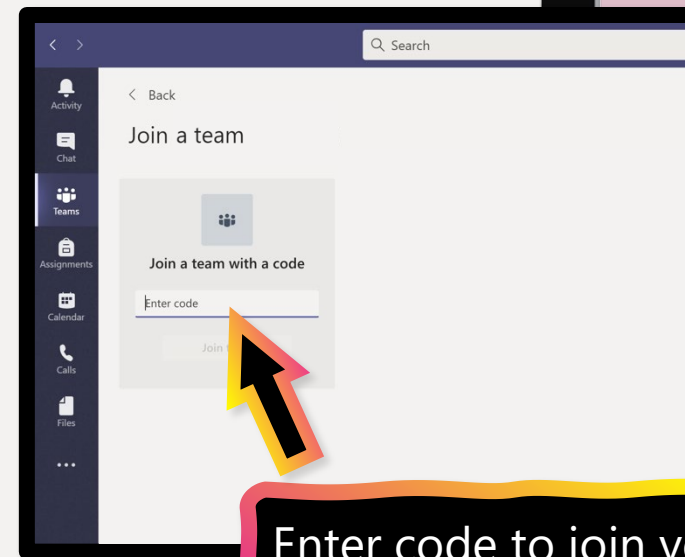 Search
Activity
Back
Join a team
Chat
Teams
Assignments
Join a team with a code
Calendar
Enter code
Join
Calls
Files
Enter code to join